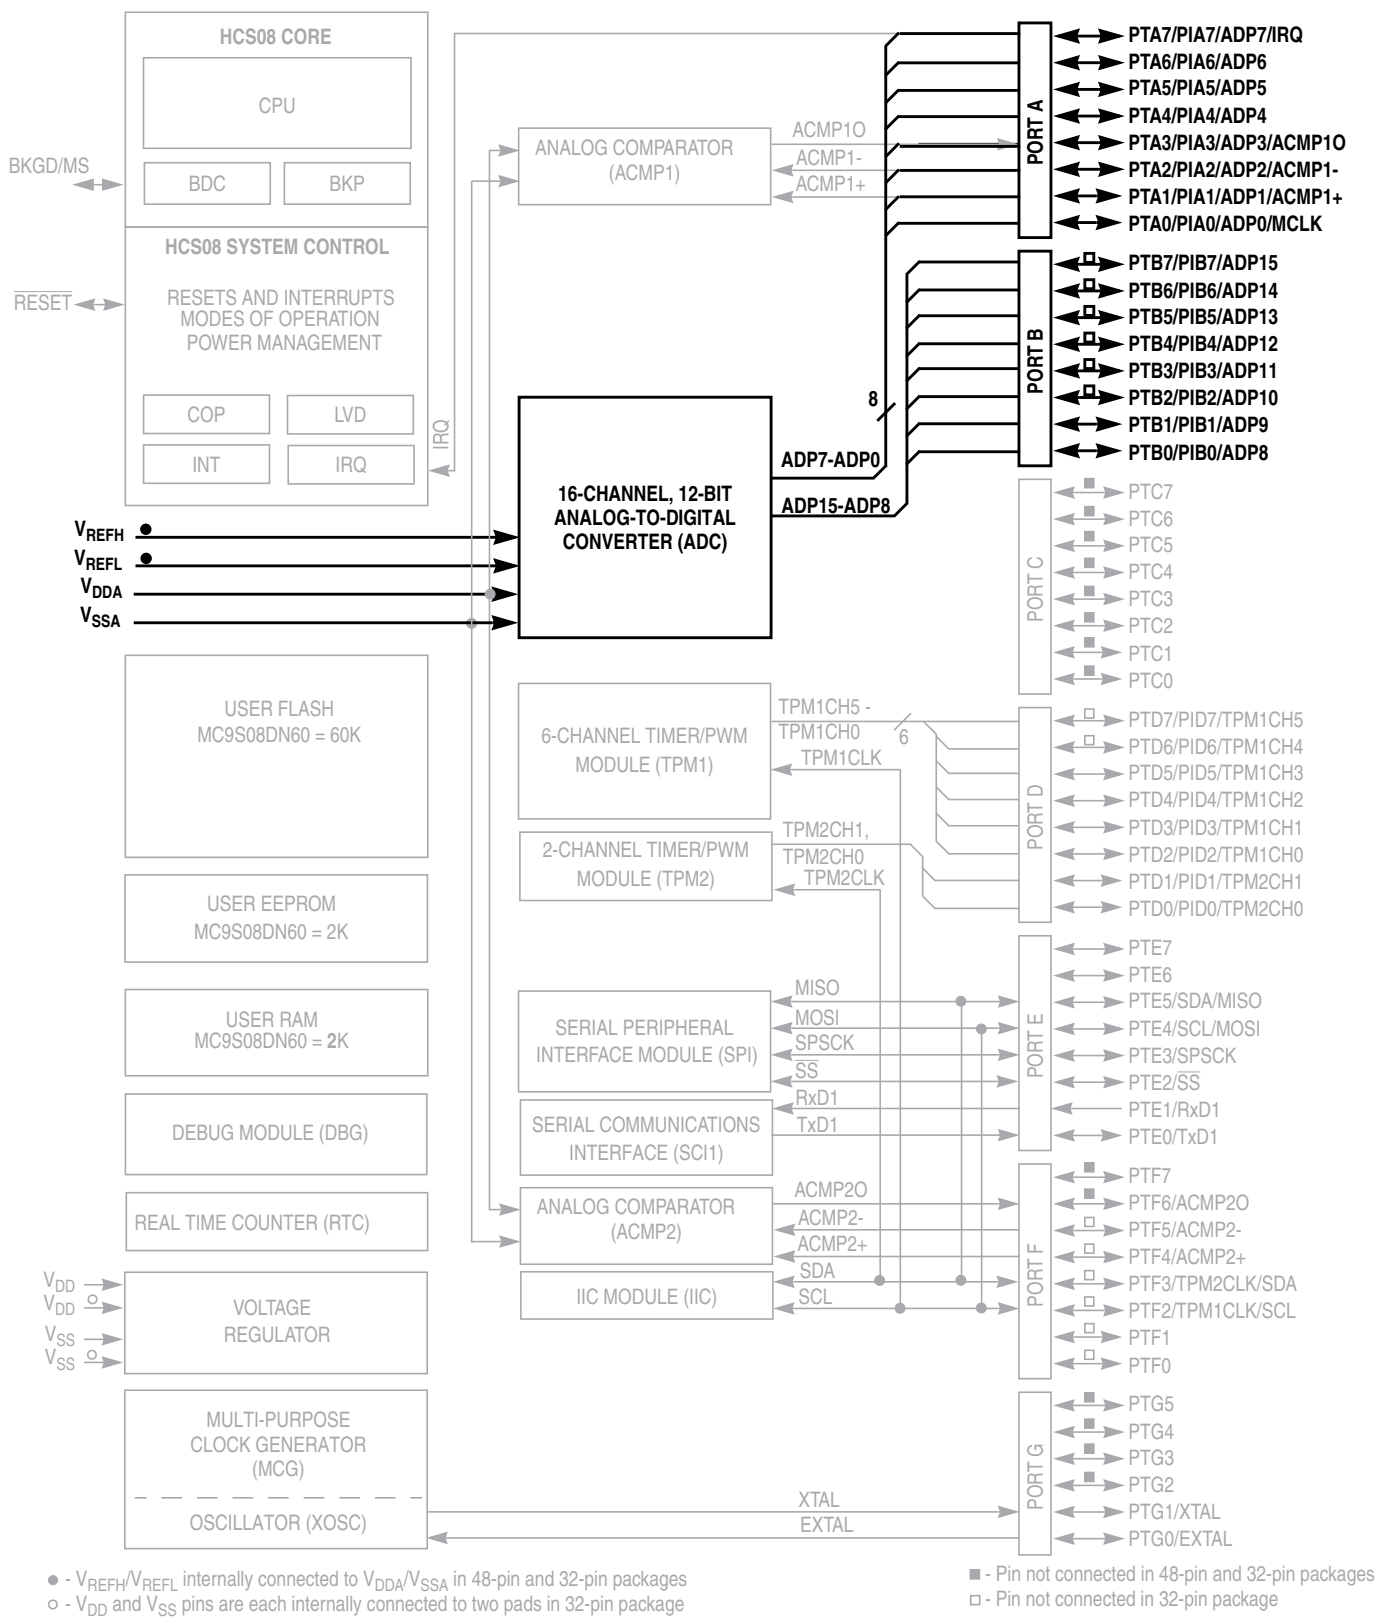 HCS08 CORE
CPU
BDC
BKP
BKGD/MS
HCS08 SYSTEM CONTROL
RESETS AND INTERRUPTS
MODES OF OPERATION
POWER MANAGEMENT
RESET
COP
LVD
INT
IRQ
IRQ
VREFH
VREFL
VDDA
VSSA
USER FLASH
MC9S08DN60 = 60K
USER EEPROM
MC9S08DN60 = 2K
USER RAM
MC9S08DN60 = 2K
DEBUG MODULE (DBG)
REAL TIME COUNTER (RTC)
VDD
VDD
VSS
VSS
VOLTAGE
REGULATOR
MULTI-PURPOSE
CLOCK GENERATOR
(MCG)
OSCILLATOR (XOSC)
ANALOG COMPARATOR
(ACMP1)
ACMP1O
ACMP1-
ACMP1+
16-CHANNEL, 12-BIT
ANALOG-TO-DIGITAL
CONVERTER (ADC)
8
ADP7-ADP0
ADP15-ADP8
6-CHANNEL TIMER/PWM
MODULE (TPM1)
TPM1CH5 -
TPM1CH0
6
TPM1CLK
2-CHANNEL TIMER/PWM
MODULE (TPM2)
TPM2CH1,
TPM2CH0
TPM2CLK
SERIAL PERIPHERAL
INTERFACE MODULE (SPI)
MISO
MOSI
SPSCK
SS
SERIAL COMMUNICATIONS
INTERFACE (SCI1)
RxD1
TxD1
ANALOG COMPARATOR
(ACMP2)
ACMP2O
ACMP2-
ACMP2+
IIC MODULE (IIC)
SDA
SCL
XTAL
EXTAL
PORT A
PTA7/PIA7/ADP7/IRQ
PTA6/PIA6/ADP6
PTA5/PIA5/ADP5
PTA4/PIA4/ADP4
PTA3/PIA3/ADP3/ACMP1O
PTA2/PIA2/ADP2/ACMP1-
PTA1/PIA1/ADP1/ACMP1+
PTA0/PIA0/ADP0/MCLK
PORT B
PTB7/PIB7/ADP15
PTB6/PIB6/ADP14
PTB5/PIB5/ADP13
PTB4/PIB4/ADP12
PTB3/PIB3/ADP11
PTB2/PIB2/ADP10
PTB1/PIB1/ADP9
PTB0/PIB0/ADP8
PORT C
PTC7
PTC6
PTC5
PTC4
PTC3
PTC2
PTC1
PTC0
PORT D
PTD7/PID7/TPM1CH5
PTD6/PID6/TPM1CH4
PTD5/PID5/TPM1CH3
PTD4/PID4/TPM1CH2
PTD3/PID3/TPM1CH1
PTD2/PID2/TPM1CH0
PTD1/PID1/TPM2CH1
PTD0/PID0/TPM2CH0
PORT E
PTE7
PTE6
PTE5/SDA/MISO
PTE4/SCL/MOSI
PTE3/SPSCK
PTE2/SS
PTE1/RxD1
PTE0/TxD1
PORT F
PTF7
PTF6/ACMP2O
PTF5/ACMP2-
PTF4/ACMP2+
PTF3/TPM2CLK/SDA
PTF2/TPM1CLK/SCL
PTF1
PTF0
PORT G
PTG5
PTG4
PTG3
PTG2
PTG1/XTAL
PTG0/EXTAL
● - VREFH/VREFL internally connected to VDDA/VSSA in 48-pin and 32-pin packages
○ - VDD and VSS pins are each internally connected to two pads in 32-pin package
■ - Pin not connected in 48-pin and 32-pin packages
□ - Pin not connected in 32-pin package